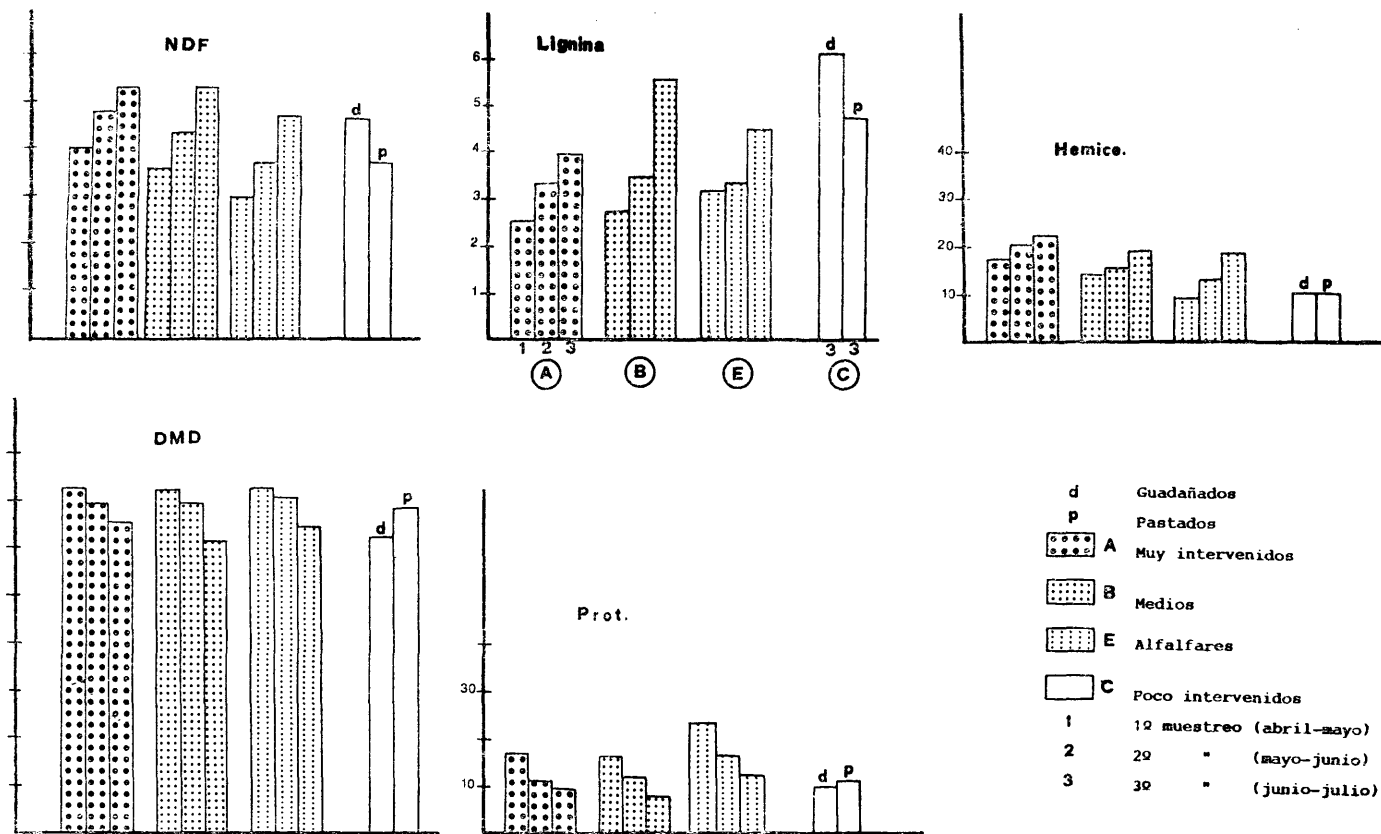 NDF
d
p
Lignina
6
5
4
3
2
1
d
p
1 2 3
3 3
A B E C
Hemice.
40
30
20
10
d p
DMD
d
p
Prot.
30
10
d p
d Guadañados
p Pastados
A Muy intervenidos
B Medios
E Alfalfares
C Poco intervenidos
1 1º muestreo (abril-mayo)
2 2º " (mayo-junio)
3 3º " (junio-julio)